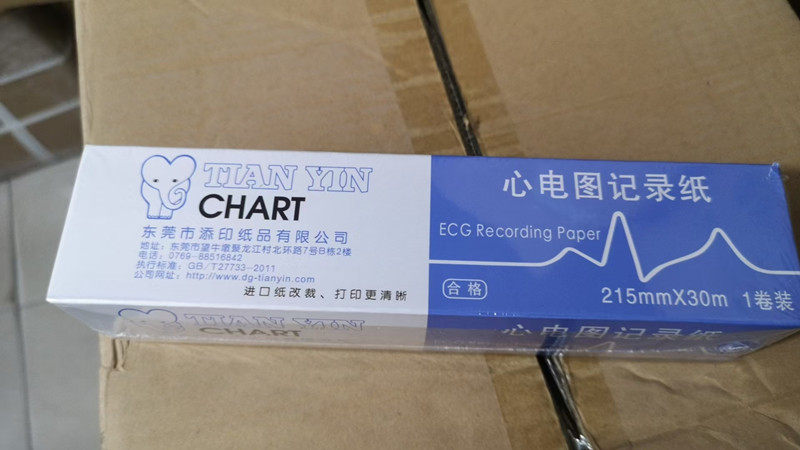 TIAN YIN
CHART
东莞市添印纸品有限公司
地址：东莞市望牛墩聚龙江村北环路7号B栋2楼
电话：0769-88516842
执行标准：GB/T27733-2011
公司网址：http://www.dg-tianyin.com
进口纸改裁、打印更清晰
心电图记录纸
ECG Recording Paper
合格
215mmX30m 1卷装
TIAN YIN
CHART
心电图记录纸